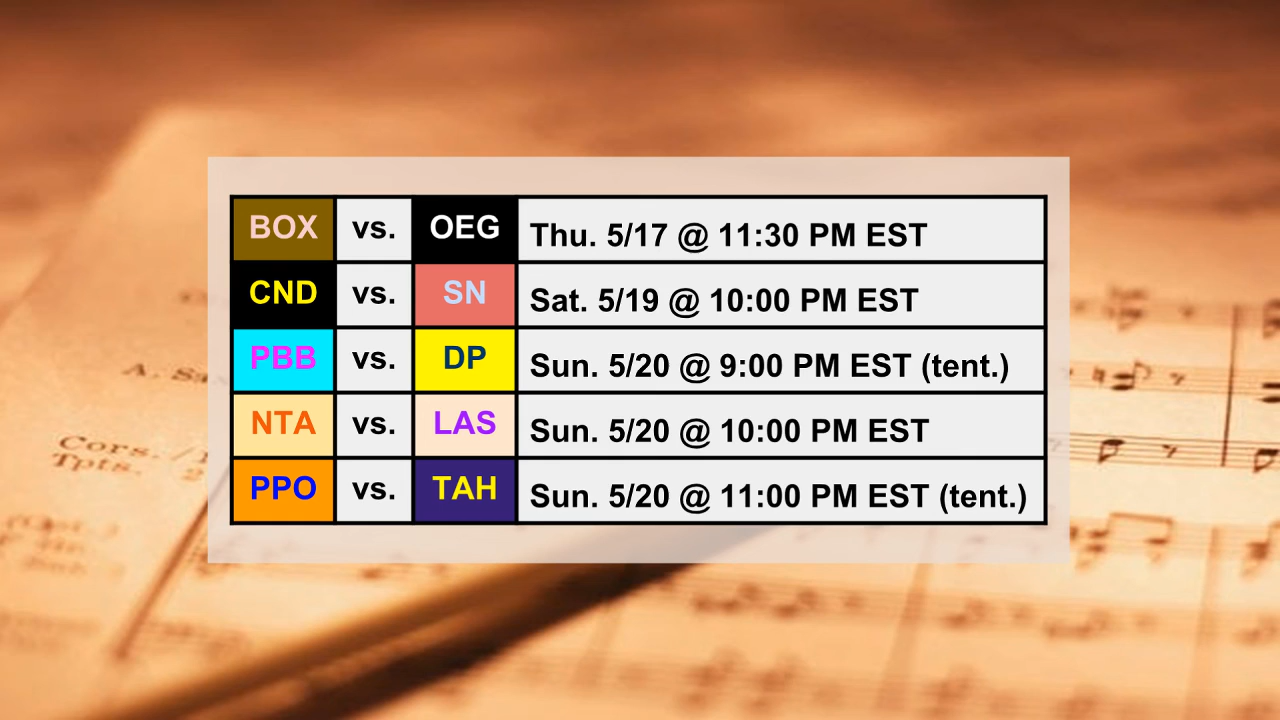 BOX vs. OEG Thu. 5/17 @ 11:30 PM EST
CND vs. SN Sat. 5/19 @ 10:00 PM EST
PBB vs. DP Sun. 5/20 @ 9:00 PM EST (tent.)
NTA vs. LAS Sun. 5/20 @ 10:00 PM EST
PPO vs. TAH Sun. 5/20 @ 11:00 PM EST (tent.)
Cors.
Tpts.